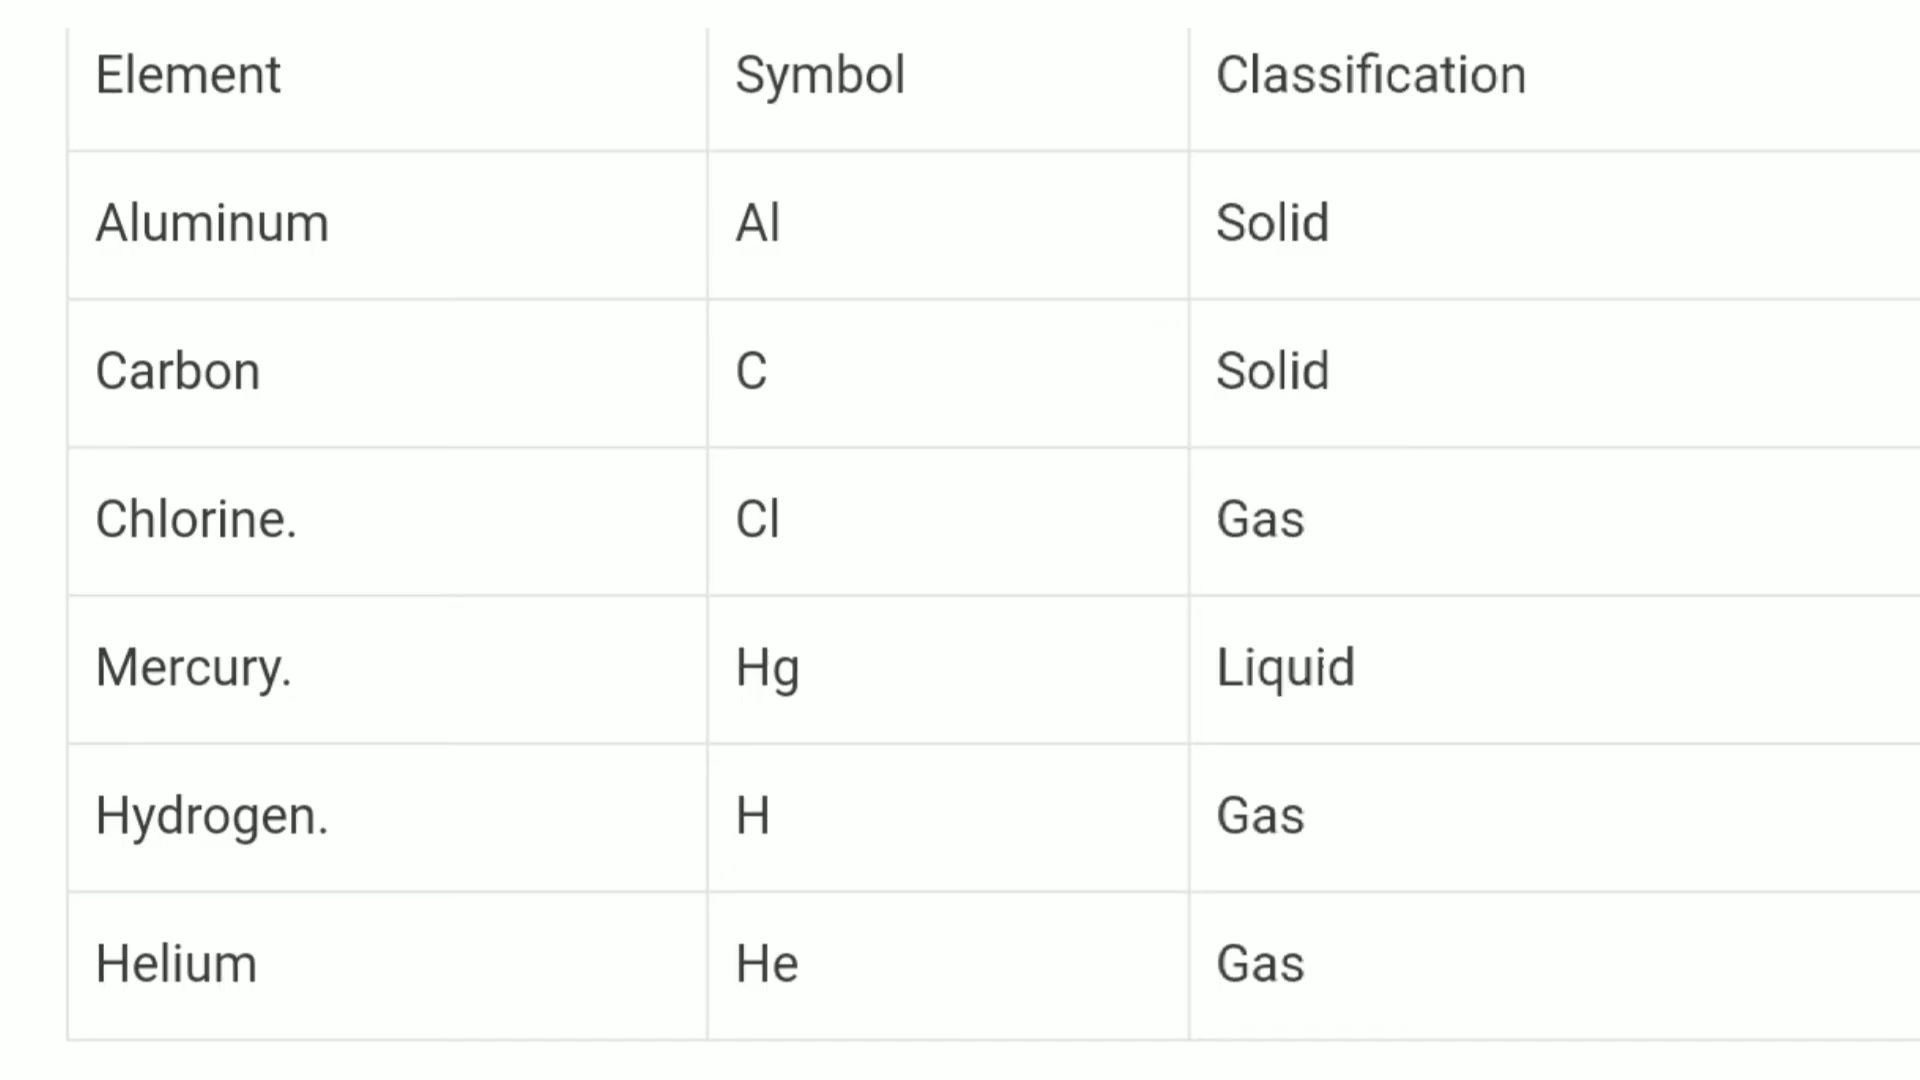 Element Symbol Classification
Aluminum Al Solid
Carbon C Solid
Chlorine. Cl Gas
Mercury. Hg Liquid
Hydrogen. H Gas
Helium He Gas